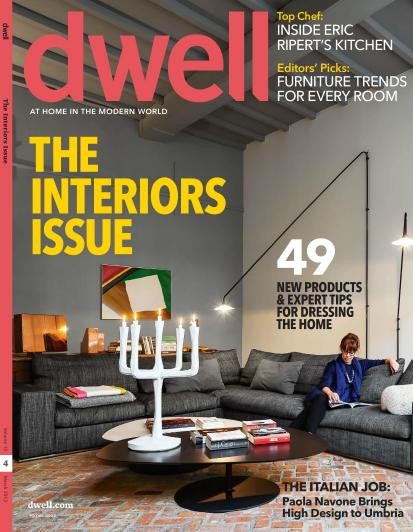 dwell
Top Chef:
INSIDE ERIC
RIPERT'S KITCHEN
Editors' Picks:
FURNITURE TRENDS
FOR EVERY ROOM
AT HOME IN THE MODERN WORLD
THE
INTERIORS
ISSUE
49
NEW PRODUCTS
& EXPERT TIPS
FOR DRESSING
THE HOME
THE ITALIAN JOB:
Paola Navone Brings
High Design to Umbria
dwell.com
dwell
The Interiors Issue
4